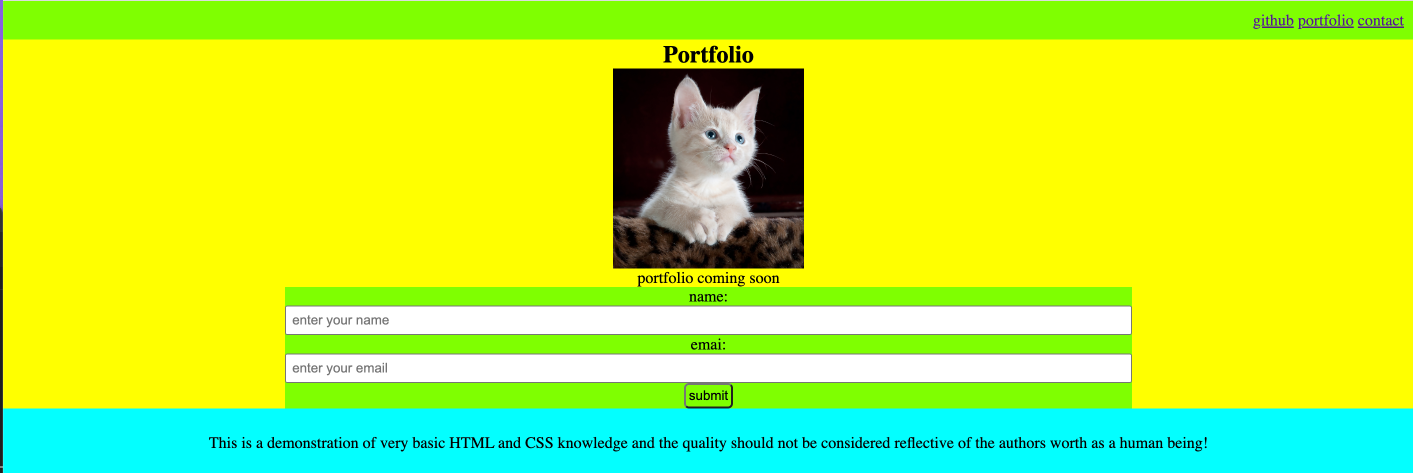 github portfolio contact
Portfolio
portfolio coming soon
name:
enter your name
emai:
enter your email
submit
This is a demonstration of very basic HTML and CSS knowledge and the quality should not be considered reflective of the authors worth as a human being!